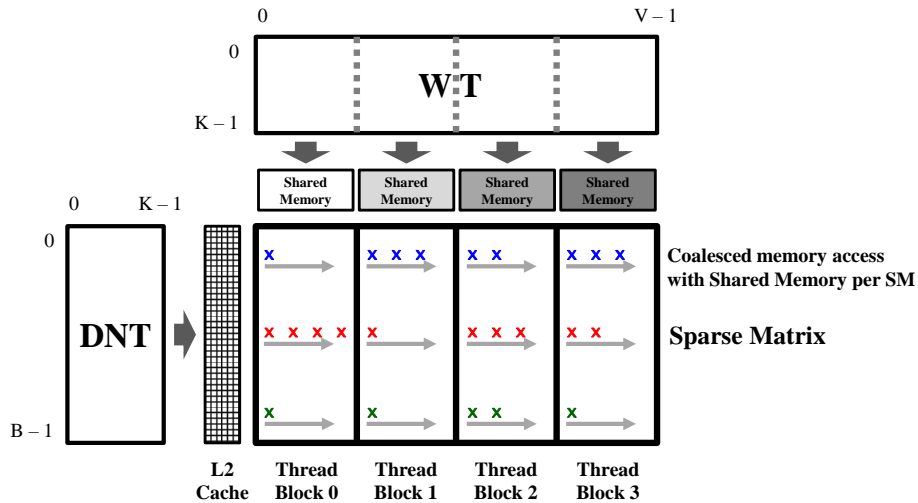 0
V – 1
0
W T
K – 1
Shared Memory
Shared Memory
Shared Memory
Shared Memory
0
K – 1
0
x
x x x
x x
x x x
Coalesced memory access
with Shared Memory per SM
DNT
x x x x
x
x x x
x x
Sparse Matrix
x
x
x x
x
B – 1
L2
Cache
Thread
Block 0
Thread
Block 1
Thread
Block 2
Thread
Block 3